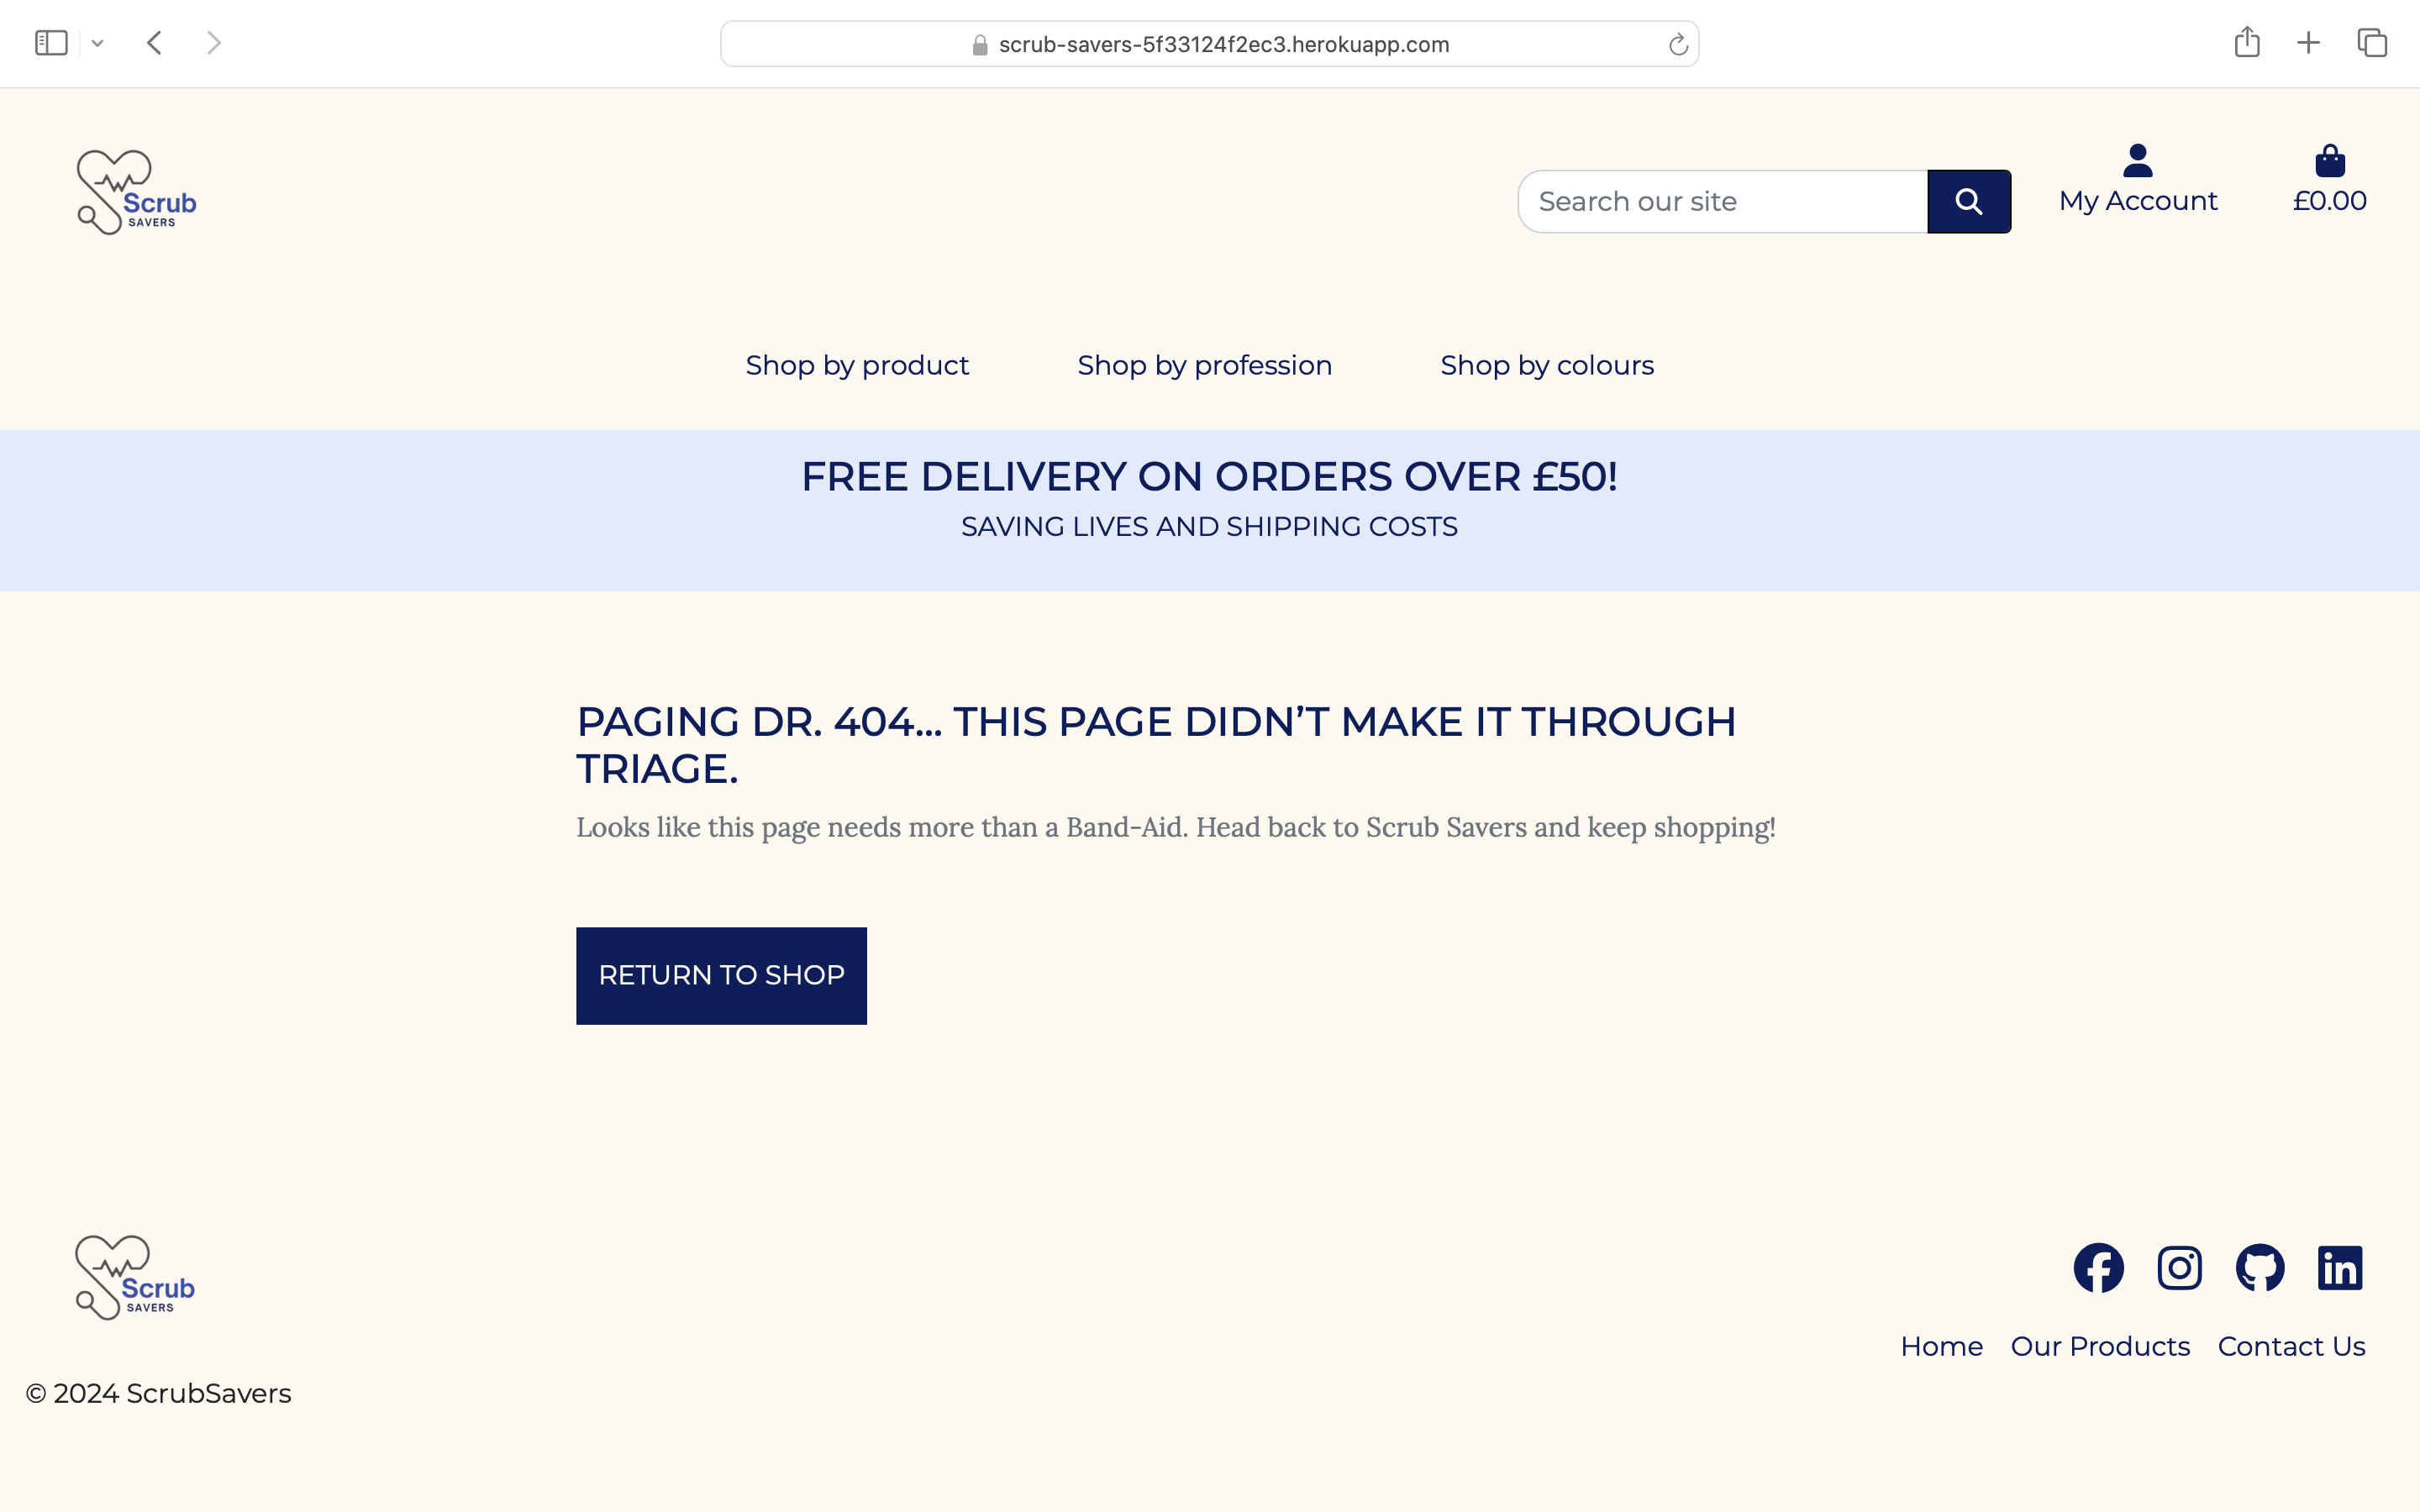 scrub-savers-5f33124f2ec3.herokuapp.com
Scrub
SAVERS
Search our site
My Account
£0.00
Shop by product
Shop by profession
Shop by colours
FREE DELIVERY ON ORDERS OVER £50!
SAVING LIVES AND SHIPPING COSTS
PAGING DR. 404... THIS PAGE DIDN’T MAKE IT THROUGH
TRIAGE.
Looks like this page needs more than a Band-Aid. Head back to Scrub Savers and keep shopping!
RETURN TO SHOP
Scrub
SAVERS
Home
Our Products
Contact Us
© 2024 ScrubSavers